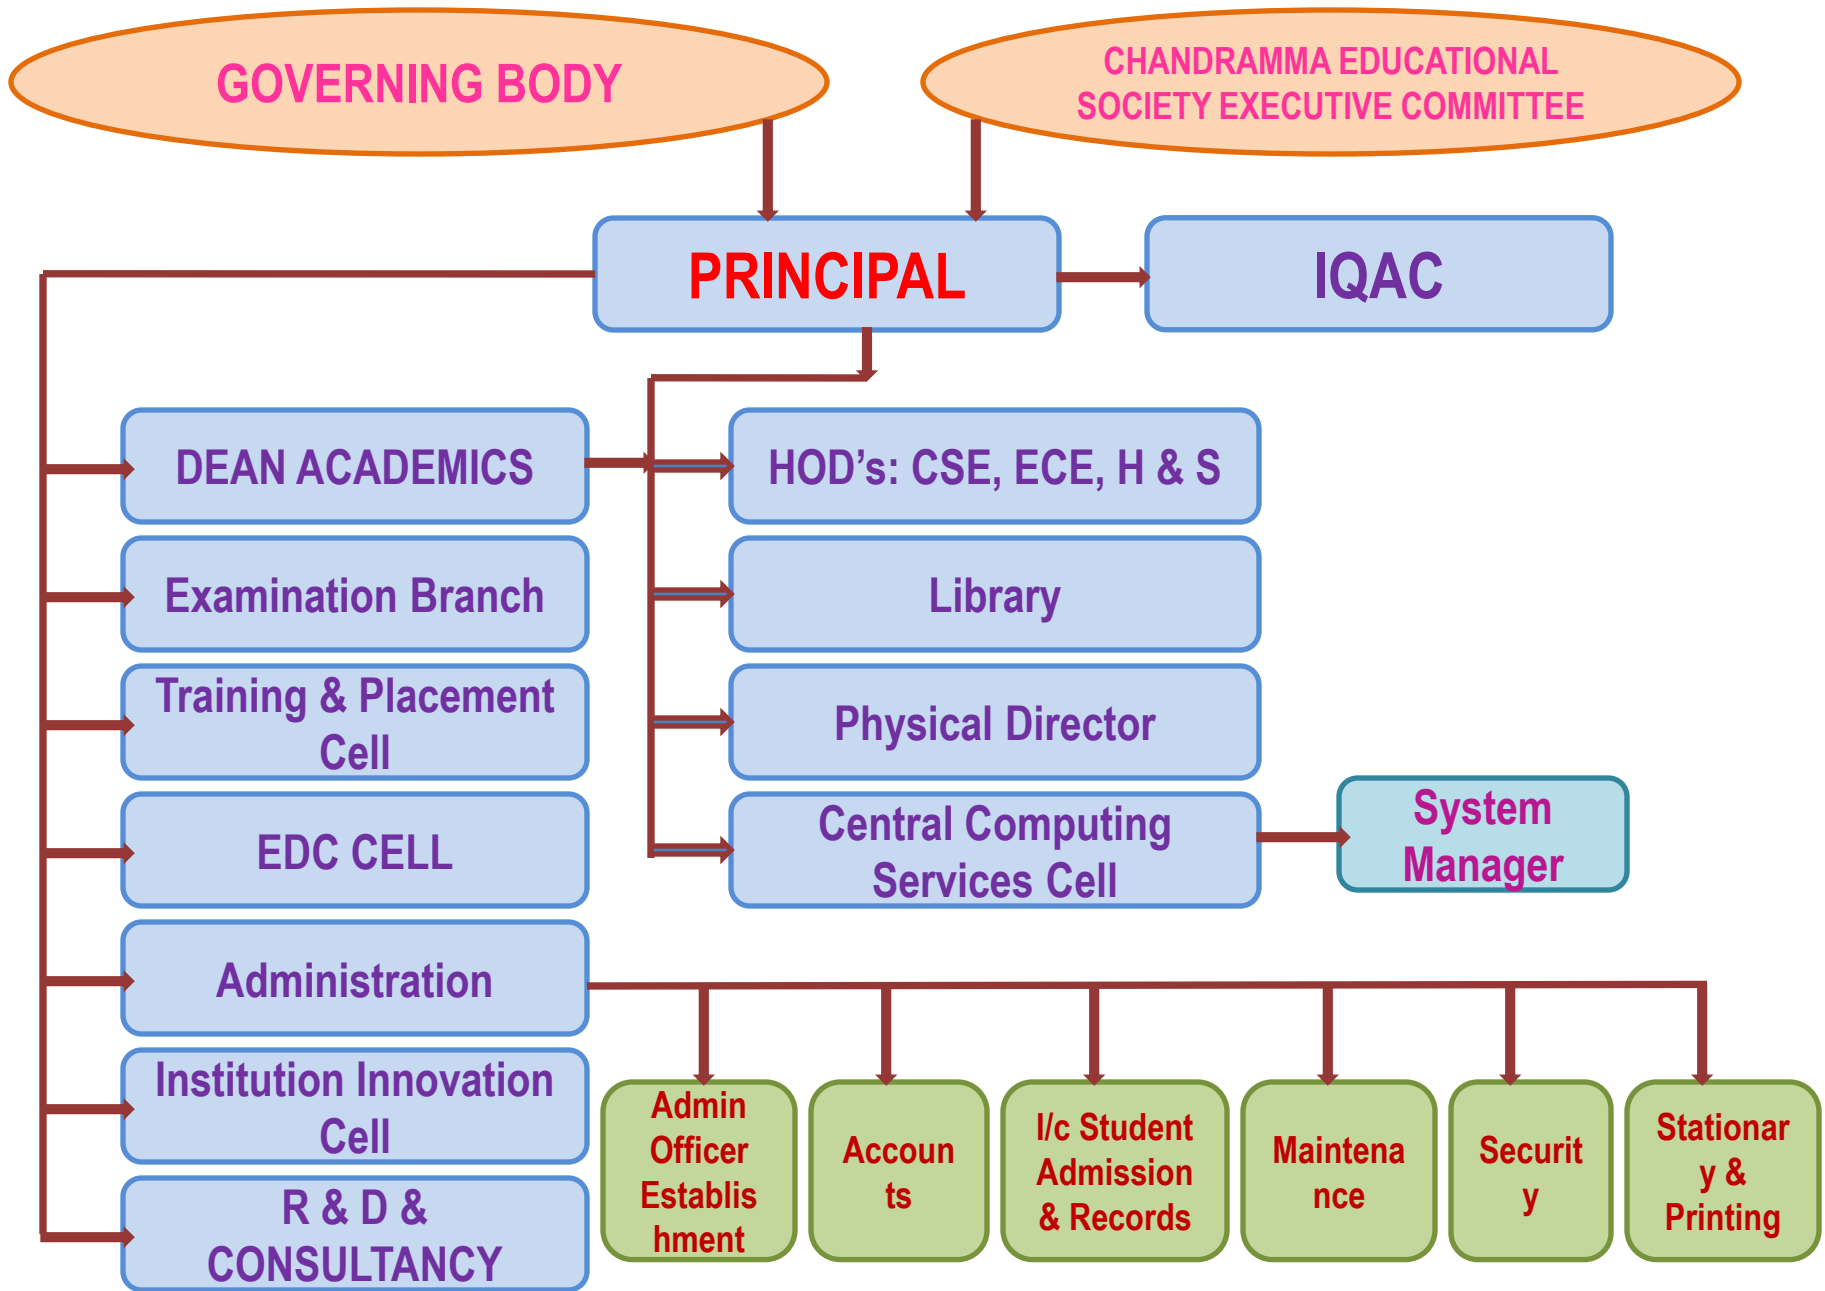 GOVERNING BODY
CHANDRAMMA EDUCATIONAL
SOCIETY EXECUTIVE COMMITTEE
PRINCIPAL
IQAC
DEAN ACADEMICS
HOD's: CSE, ECE, H & S
Examination Branch
Library
Training & Placement
Cell
Physical Director
EDC CELL
Central Computing
Services Cell
System
Manager
Administration
Institution Innovation
Cell
R & D &
CONSULTANCY
Admin
Officer
Establis
hment
Accoun
ts
I/c Student
Admission
& Records
Maintena
nce
Securit
y
Stationar
y &
Printing